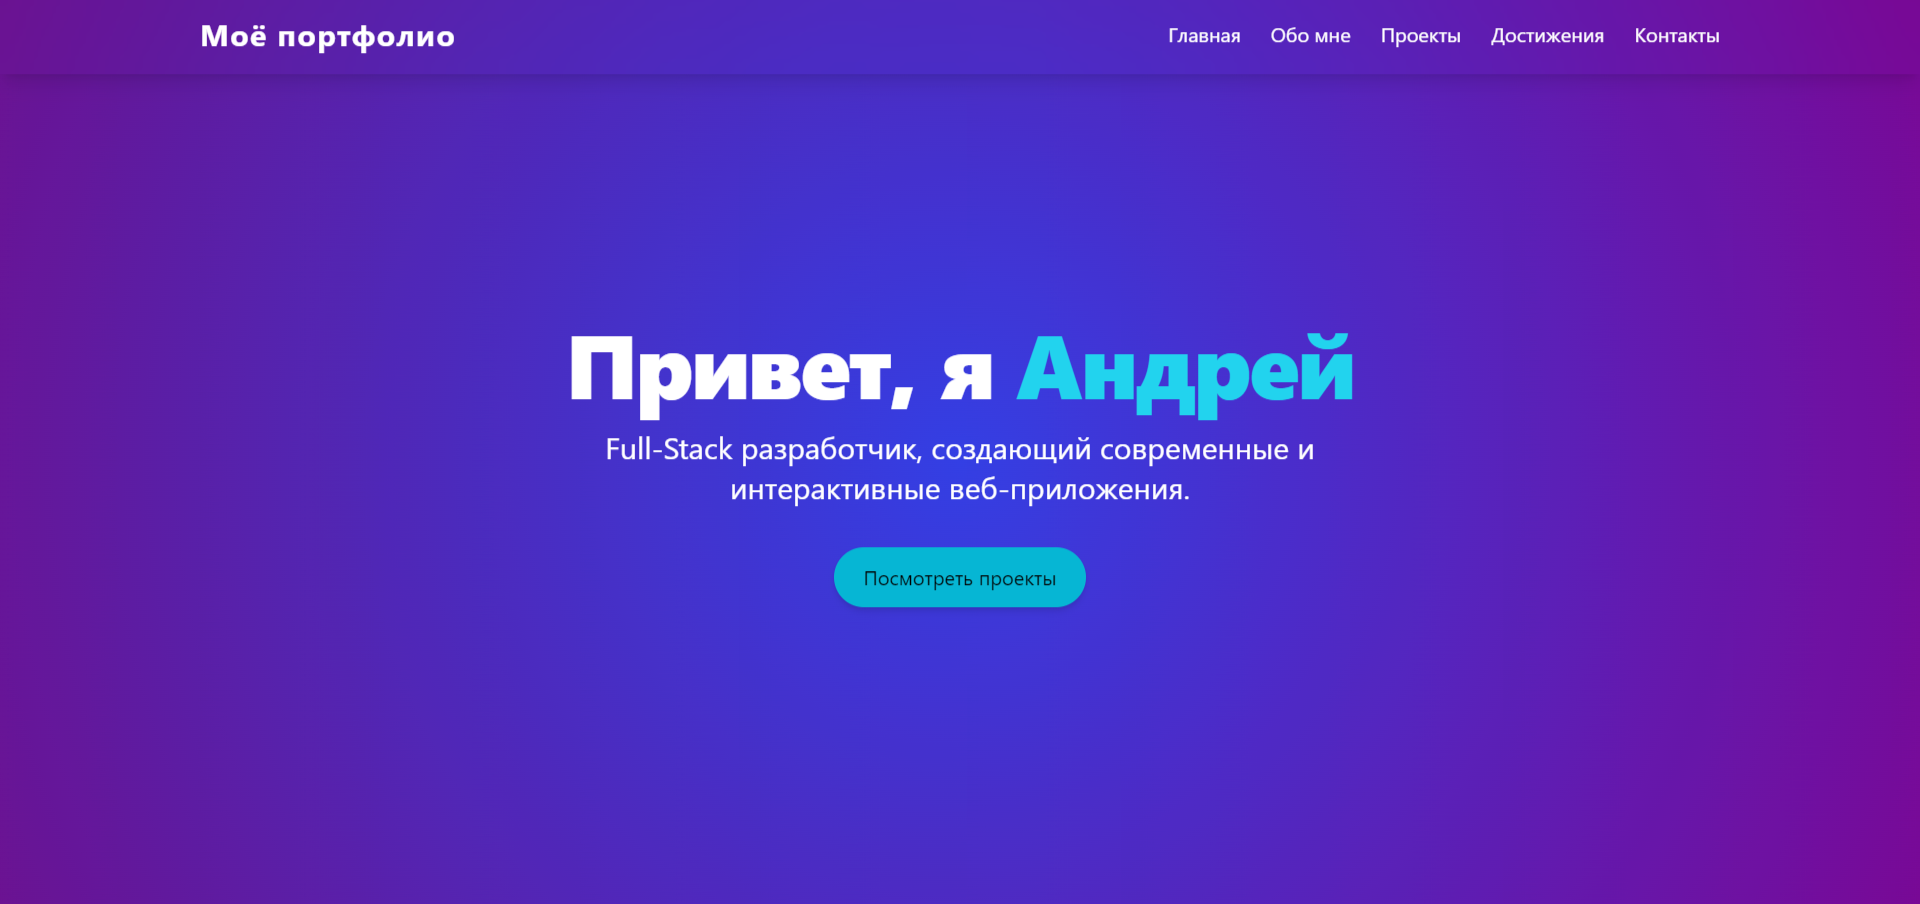 Моё портфолио
Главная Обо мне Проекты Достижения Контакты
Привет, я Андрей
Full-Stack разработчик, создающий современные и
интерактивные веб-приложения.
Посмотреть проекты